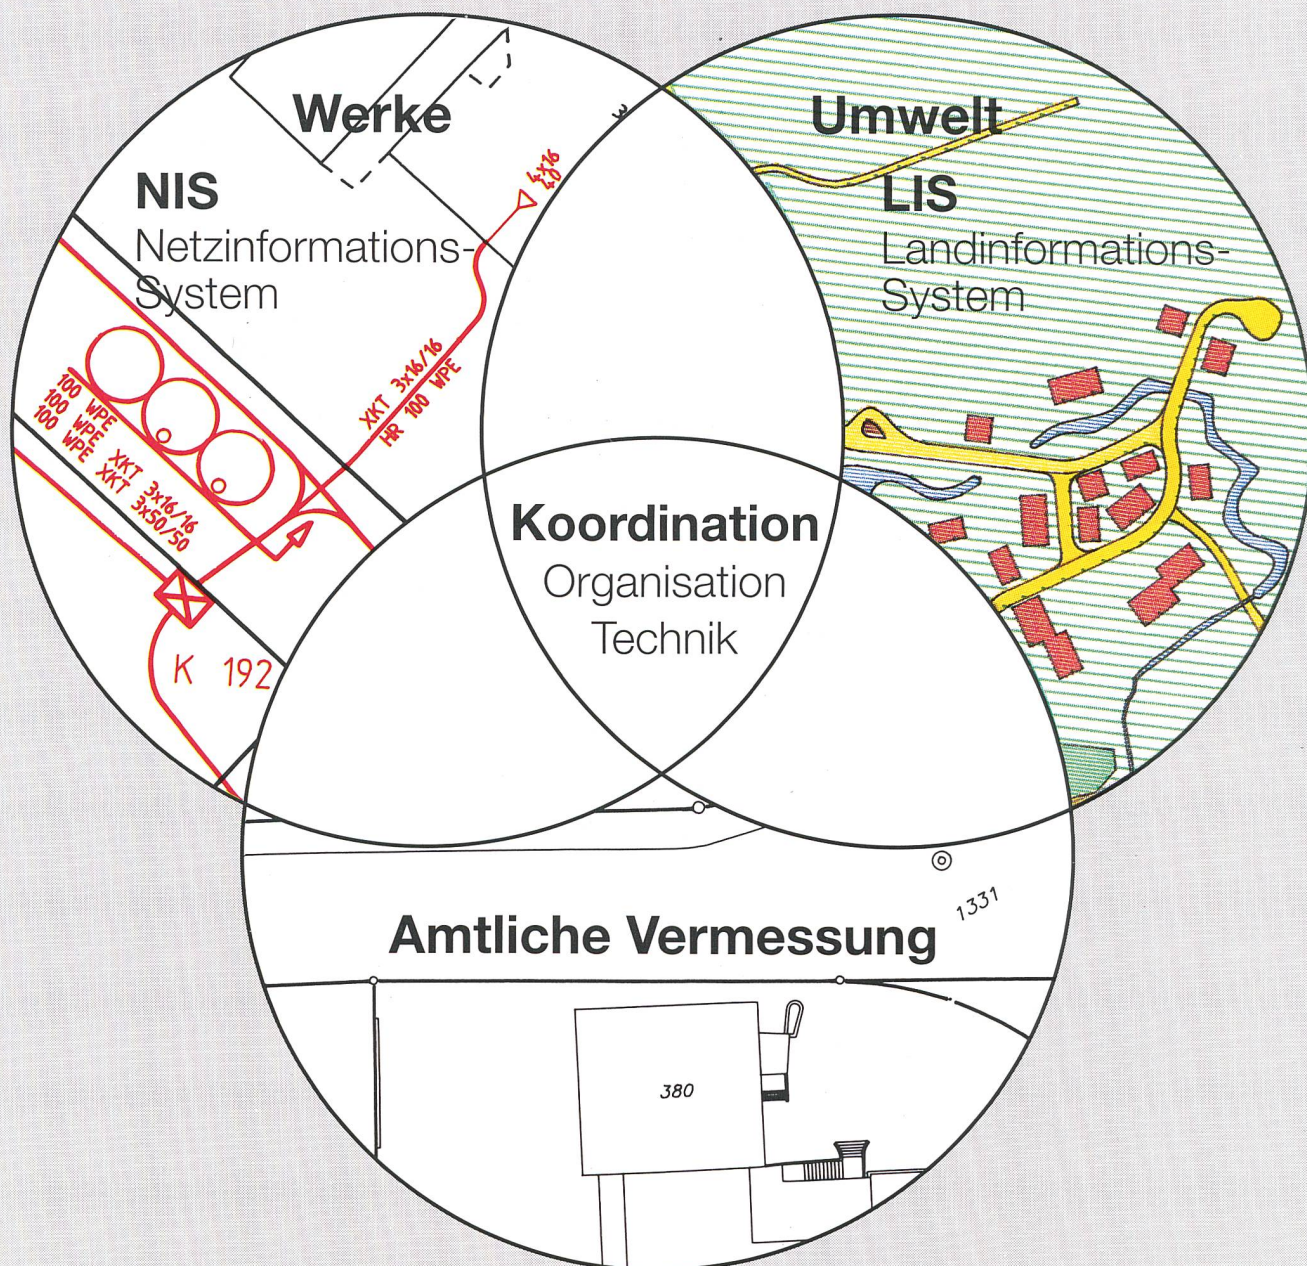 Werke
NIS
Netzinformations-
System
4x16
40
XKT 3x16/16
HR 100 WPE
100 WPE
100 WPE XKT 3x16/16
100 WPE XKT 3x50/50
K 192
Umwelt
LIS
Landinformations-
System
Koordination
Organisation
Technik
Amtliche Vermessung
1331
380